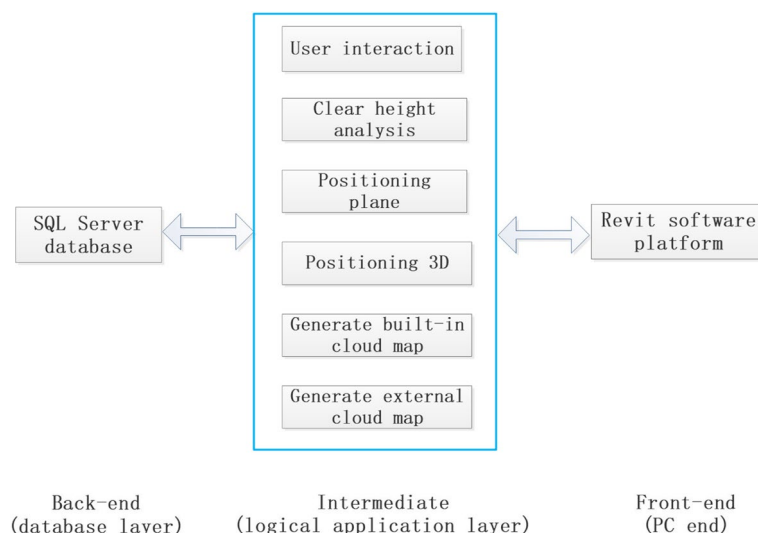 User interaction
Clear height
analysis
Positioning
plane
SQL Server
database
Revit software
platform
Positioning 3D
Generate built-in
cloud map
Generate external
cloud map
Back-end
(database layer)
Intermediate
(logical application layer)
Front-end
(PC end)